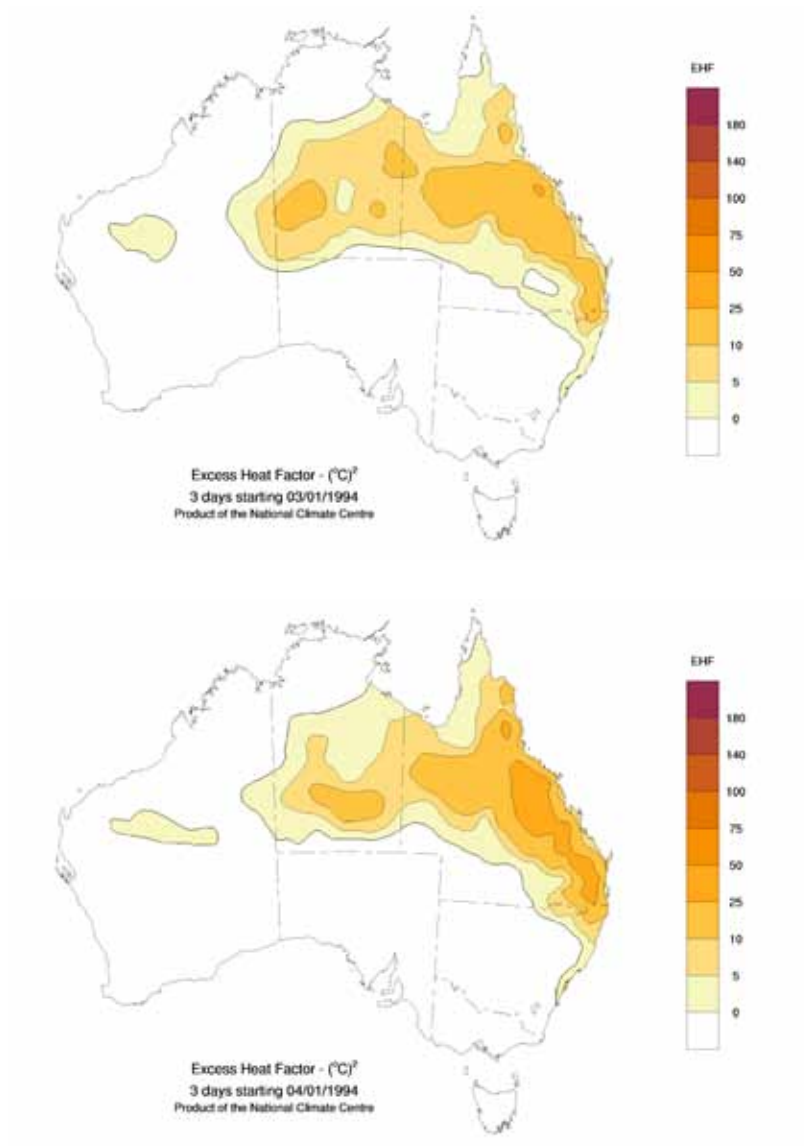 EHF
180
140
100
75
50
25
10
5
0
Excess Heat Factor - (°C)²
3 days starting 03/01/1994
Product of the National Climate Centre
EHF
180
140
100
75
50
25
10
5
0
Excess Heat Factor - (°C)²
3 days starting 04/01/1994
Product of the National Climate Centre